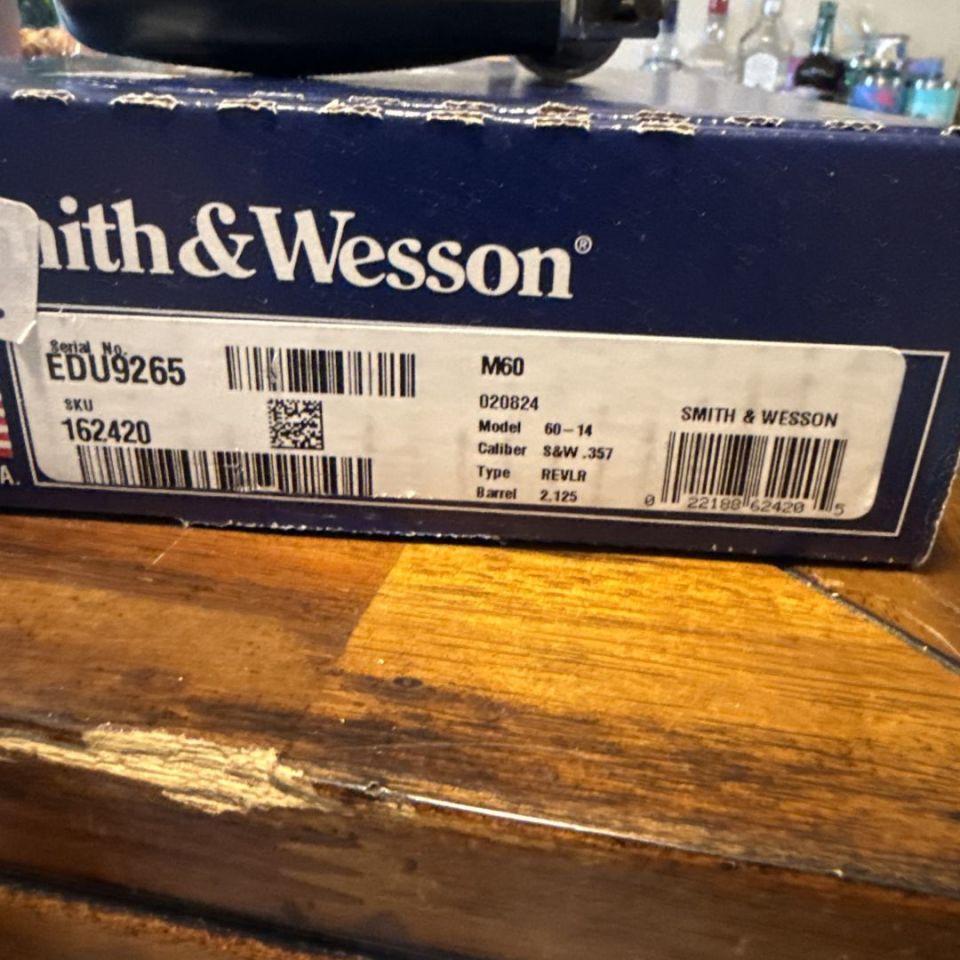 mith&Wesson®
Serial No.
EDU9265
SKU
162420
M60
020824
Model 60-14
Caliber S&W .357
Type REVLR
Barrel 2.125
SMITH & WESSON
0 22188 62420 5
A.